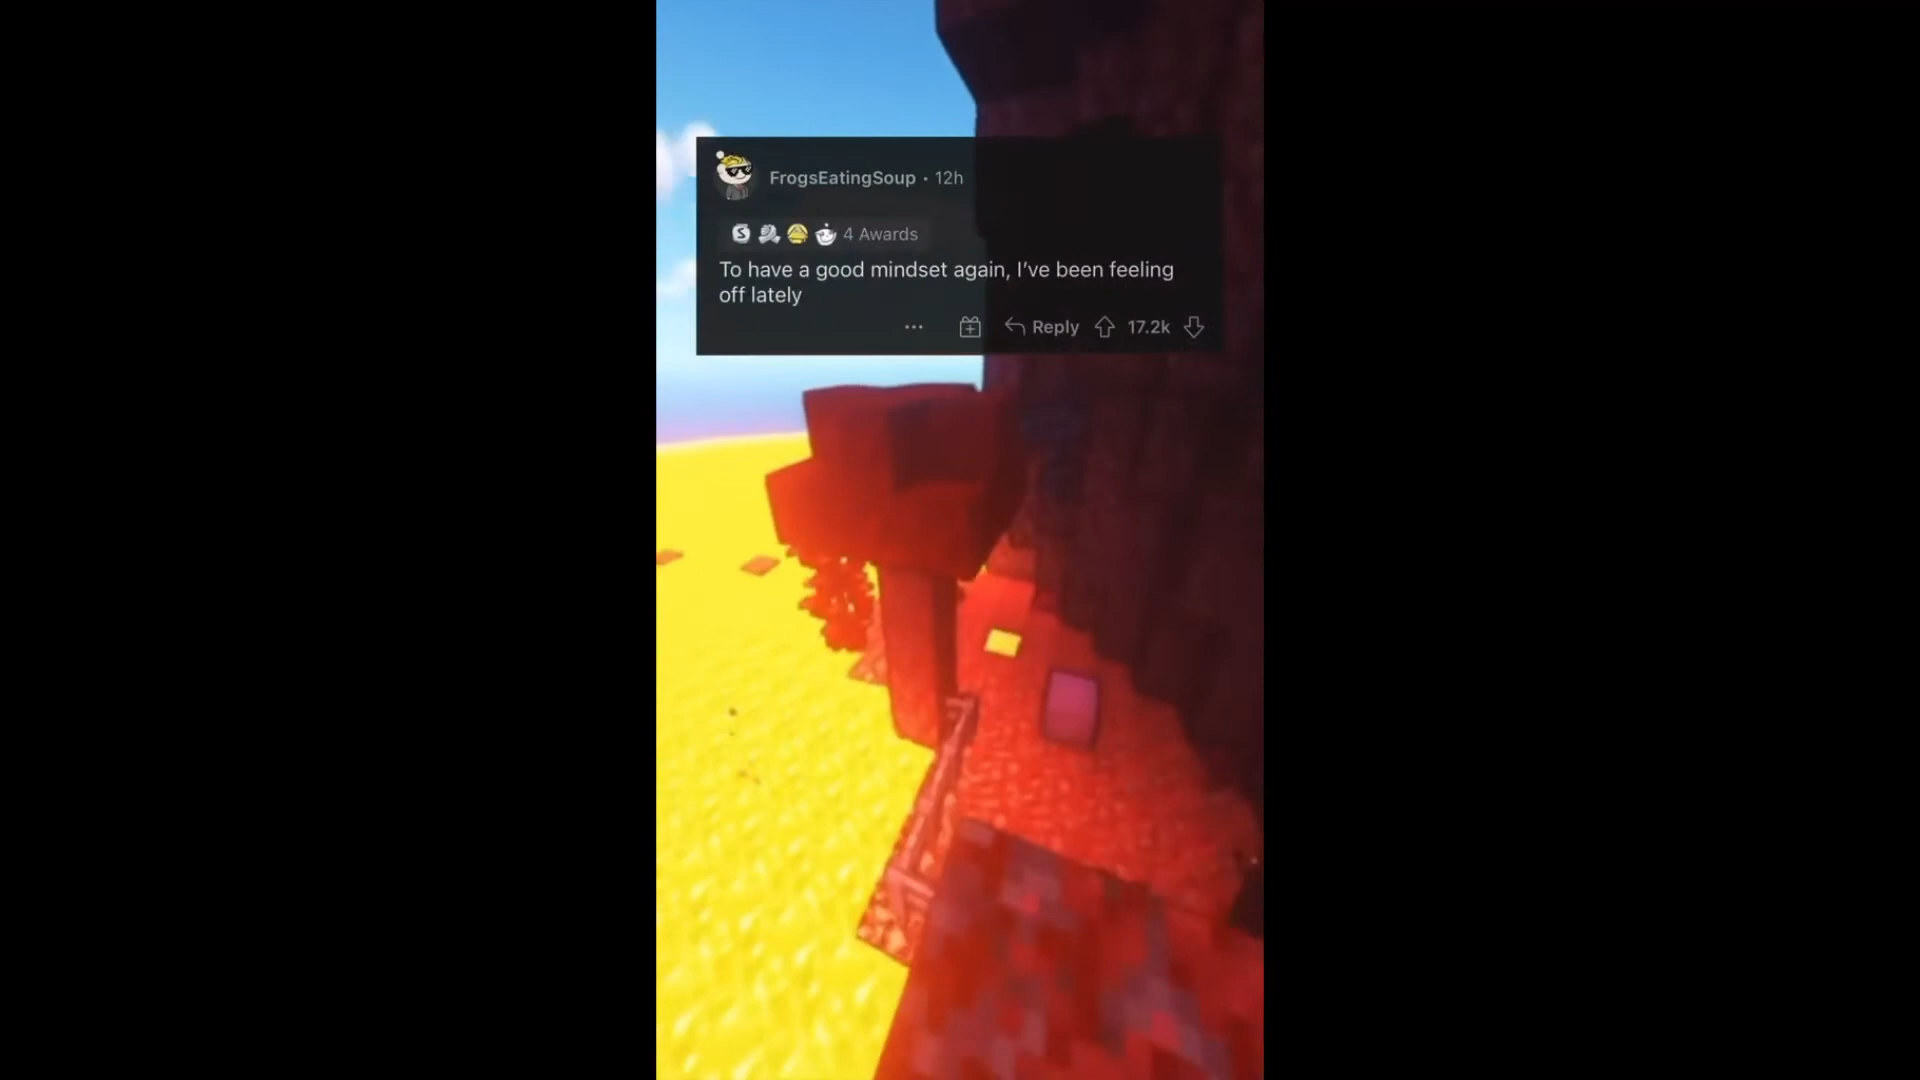 FrogsEatingSoup · 12h
4 Awards
To have a good mindset again, I’ve been feeling
off lately
Reply 17.2k